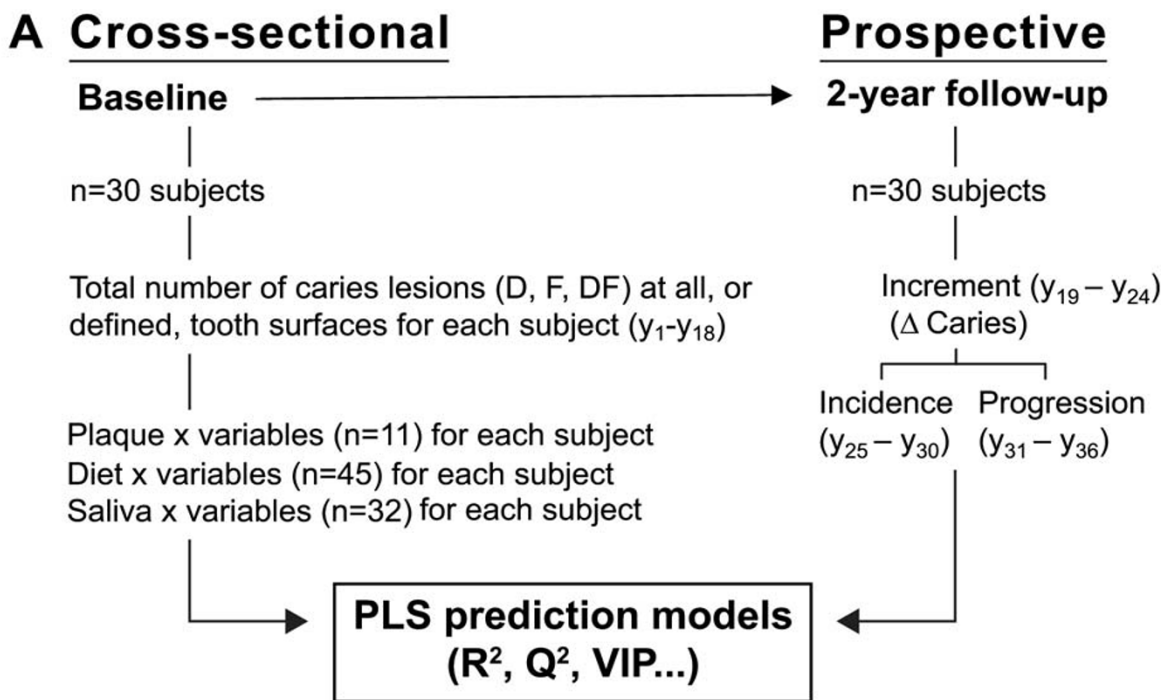 A Cross-sectional
Prospective
Baseline
2-year follow-up
n=30 subjects
n=30 subjects
Total number of caries lesions (D, F, DF) at all, or
defined, tooth surfaces for each subject (y₁-y₁₈)
Increment (y₁₉ – y₂₄)
(Δ Caries)
Incidence
(y₂₅ – y₃₀)
Progression
(y₃₁ – y₃₆)
Plaque x variables (n=11) for each subject
Diet x variables (n=45) for each subject
Saliva x variables (n=32) for each subject
PLS prediction models
(R², Q², VIP...)